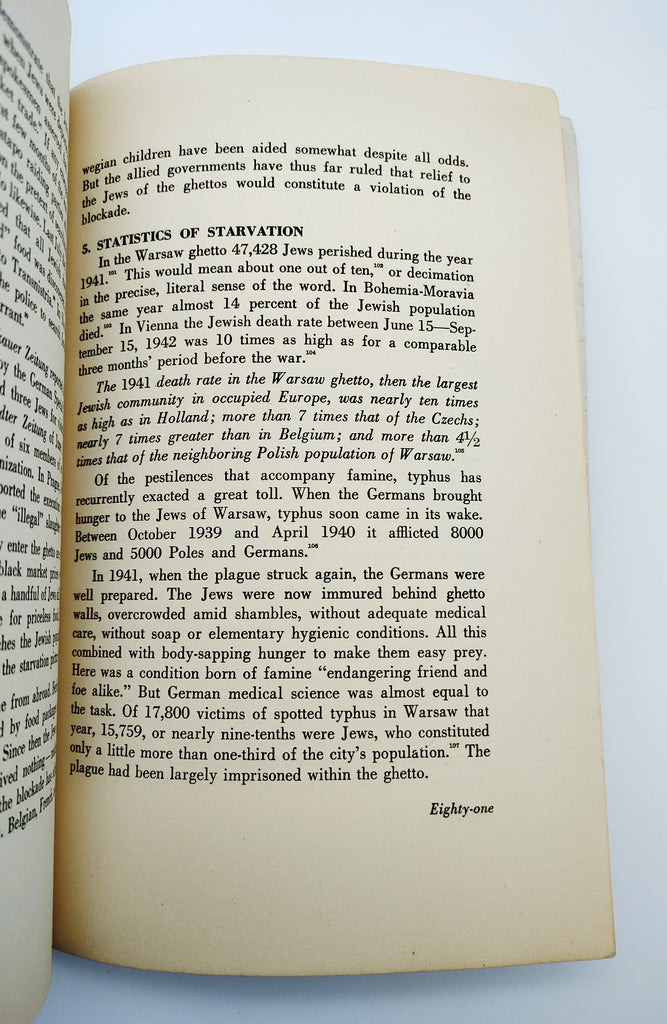 wegian children have been aided somewhat despite all odds.
But the allied governments have thus far ruled that relief to
the Jews of the ghettos would constitute a violation of the
blockade.
5. STATISTICS OF STARVATION
In the Warsaw ghetto 47,428 Jews perished during the year
1941.¹⁰¹ This would mean about one out of ten,¹⁰² or decimation
in the precise, literal sense of the word. In Bohemia-Moravia
the same year almost 14 percent of the Jewish population
died.¹⁰³ In Vienna the Jewish death rate between June 15—Sep-
tember 15, 1942 was 10 times as high as for a comparable
three months' period before the war.¹⁰⁴
The 1941 death rate in the Warsaw ghetto, then the largest
Jewish community in occupied Europe, was nearly ten times
as high as in Holland; more than 7 times that of the Czechs;
nearly 7 times greater than in Belgium; and more than 4½
times that of the neighboring Polish population of Warsaw.¹⁰⁵
Of the pestilences that accompany famine, typhus has
recurrently exacted a great toll. When the Germans brought
hunger to the Jews of Warsaw, typhus soon came in its wake.
Between October 1939 and April 1940 it afflicted 8000
Jews and 5000 Poles and Germans.¹⁰⁶
In 1941, when the plague struck again, the Germans were
well prepared. The Jews were now immured behind ghetto
walls, overcrowded amid shambles, without adequate medical
care, without soap or elementary hygienic conditions. All this
combined with body-sapping hunger to make them easy prey.
Here was a condition born of famine "endangering friend and
foe alike." But German medical science was almost equal to
the task. Of 17,800 victims of spotted typhus in Warsaw that
year, 15,759, or nearly nine-tenths were Jews, who constituted
only a little more than one-third of the city's population.¹⁰⁷ The
plague had been largely imprisoned within the ghetto.
Eighty-one